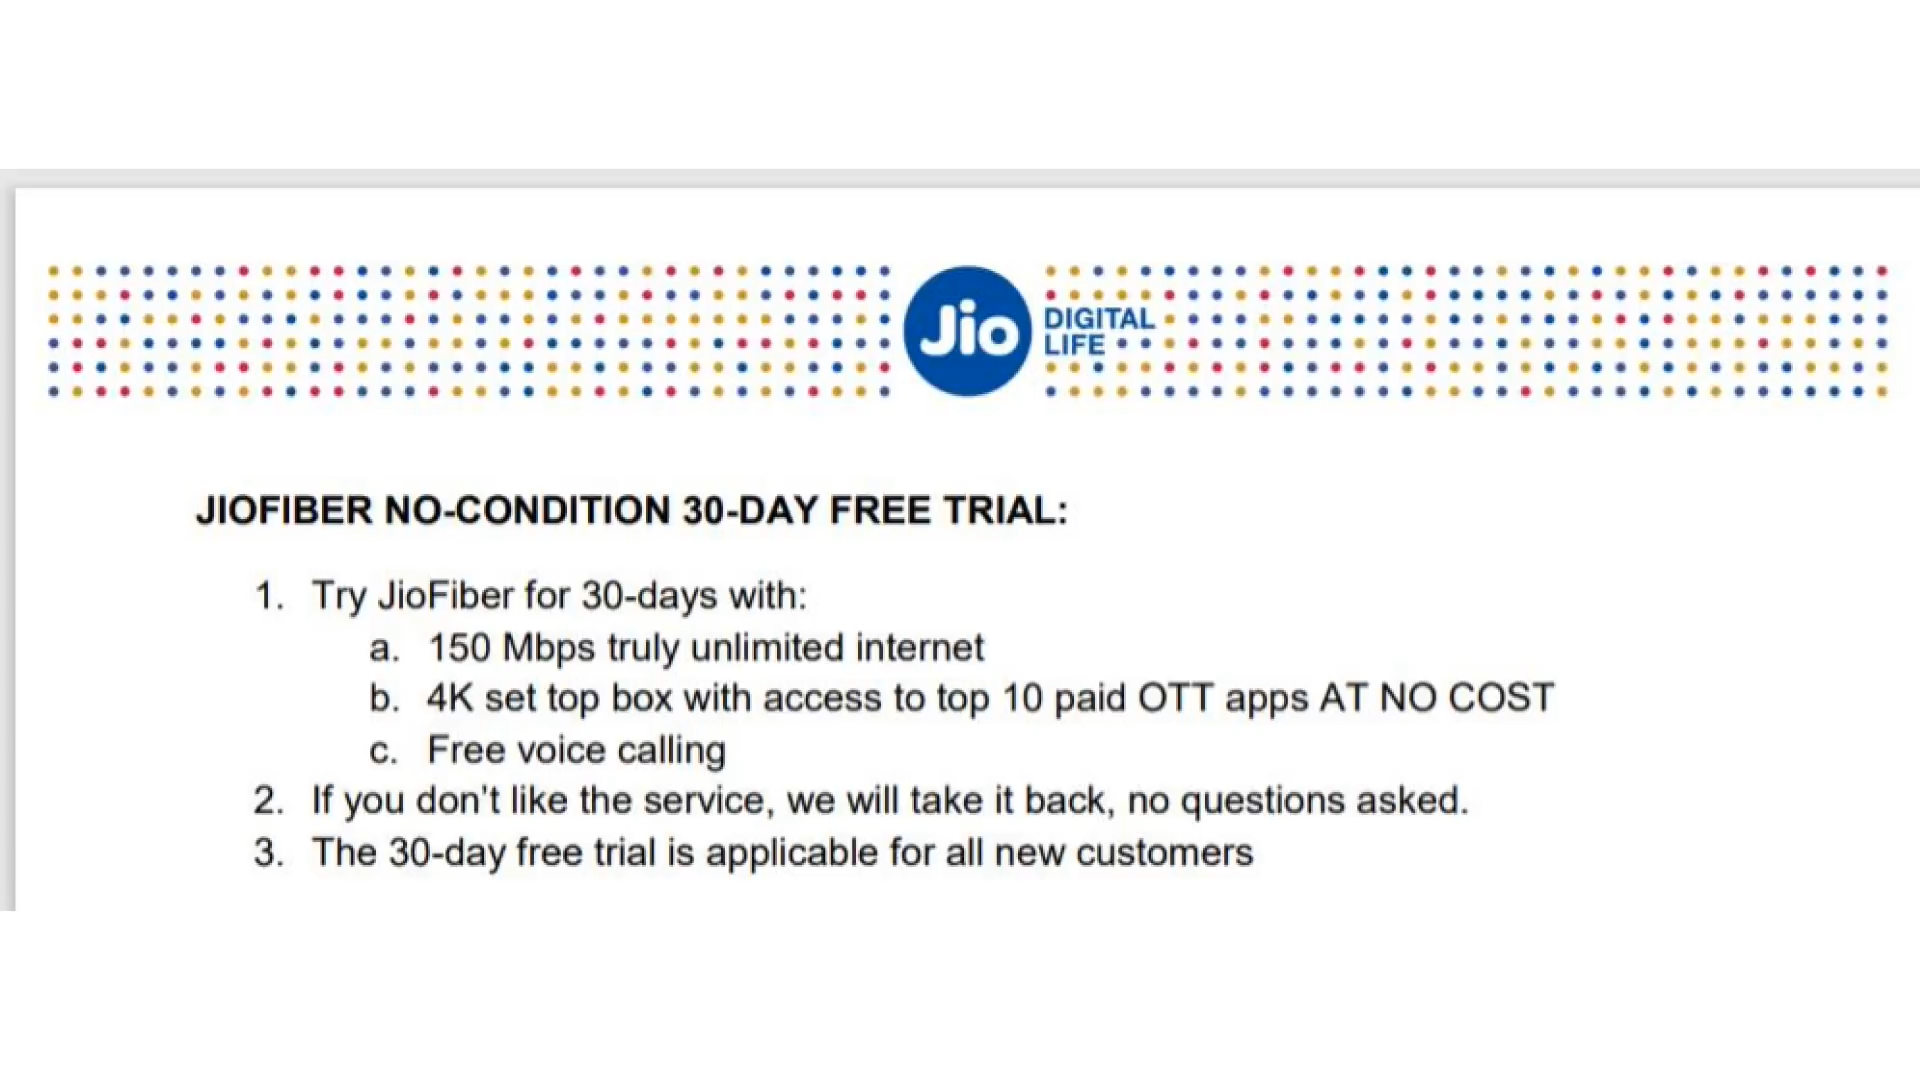 Jio
DIGITAL
LIFE
JIOFIBER NO-CONDITION 30-DAY FREE TRIAL:
1. Try JioFiber for 30-days with:
a. 150 Mbps truly unlimited internet
b. 4K set top box with access to top 10 paid OTT apps AT NO COST
c. Free voice calling
2. If you don't like the service, we will take it back, no questions asked.
3. The 30-day free trial is applicable for all new customers